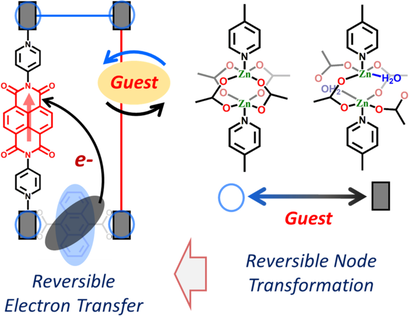 N
O
N
O
O
N
O
N
Guest
e-
N
O
O
Zn
O
O
O
O
Zn
O
O
N
N
O
O
Zn
H₂O
O
O
O
OH₂
Zn
O
O
O
N
Guest
Reversible
Electron Transfer
Reversible Node
Transformation